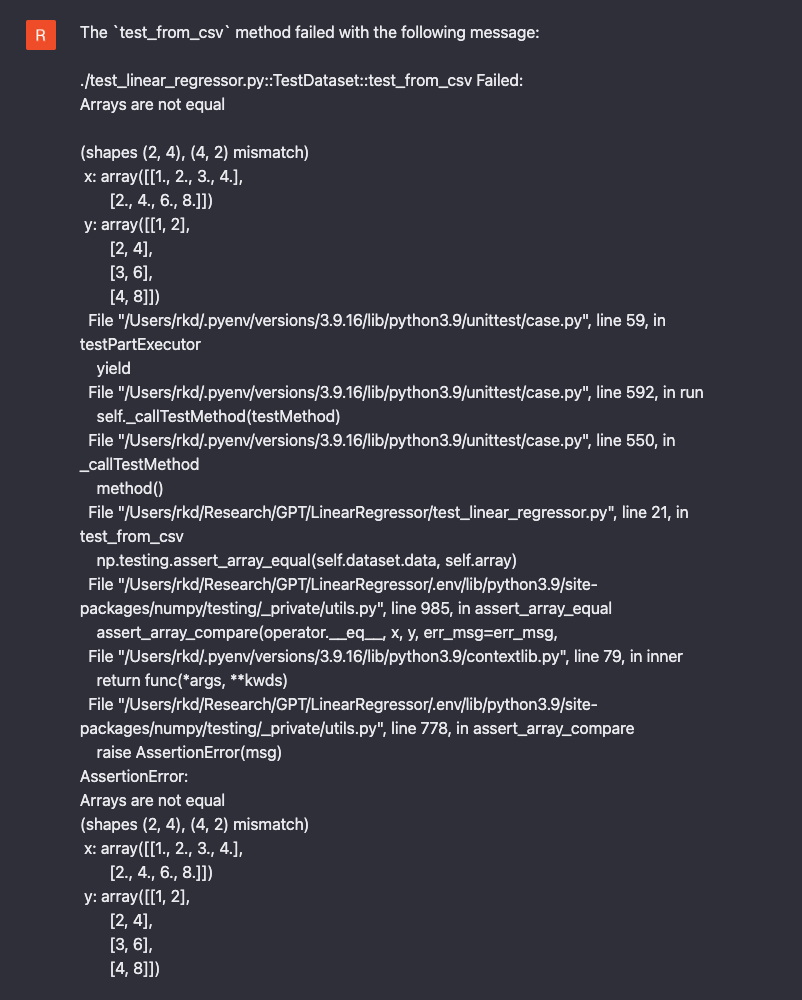 R
The `test_from_csv` method failed with the following message:
./test_linear_regressor.py::TestDataset::test_from_csv Failed:
Arrays are not equal
(shapes (2, 4), (4, 2) mismatch)
x: array([[1., 2., 3., 4.],
[2., 4., 6., 8.]])
y: array([[1, 2],
[2, 4],
[3, 6],
[4, 8]])
File "/Users/rkd/.pyenv/versions/3.9.16/lib/python3.9/unittest/case.py", line 59, in
testPartExecutor
yield
File "/Users/rkd/.pyenv/versions/3.9.16/lib/python3.9/unittest/case.py", line 592, in run
self._callTestMethod(testMethod)
File "/Users/rkd/.pyenv/versions/3.9.16/lib/python3.9/unittest/case.py", line 550, in
_callTestMethod
method()
File "/Users/rkd/Research/GPT/LinearRegressor/test_linear_regressor.py", line 21, in
test_from_csv
np.testing.assert_array_equal(self.dataset.data, self.array)
File "/Users/rkd/Research/GPT/LinearRegressor/.env/lib/python3.9/site-
packages/numpy/testing/_private/utils.py", line 985, in assert_array_equal
assert_array_compare(operator.__eq__, x, y, err_msg=err_msg,
File "/Users/rkd/.pyenv/versions/3.9.16/lib/python3.9/contextlib.py", line 79, in inner
return func(*args, **kwds)
File "/Users/rkd/Research/GPT/LinearRegressor/.env/lib/python3.9/site-
packages/numpy/testing/_private/utils.py", line 778, in assert_array_compare
raise AssertionError(msg)
AssertionError:
Arrays are not equal
(shapes (2, 4), (4, 2) mismatch)
x: array([[1., 2., 3., 4.],
[2., 4., 6., 8.]])
y: array([[1, 2],
[2, 4],
[3, 6],
[4, 8]])